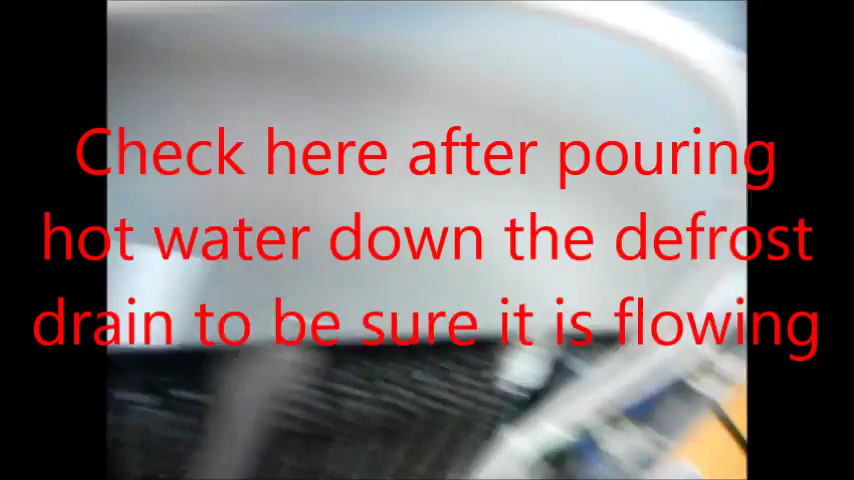 Check here after pouring
hot water down the defrost
drain to be sure it is flowing